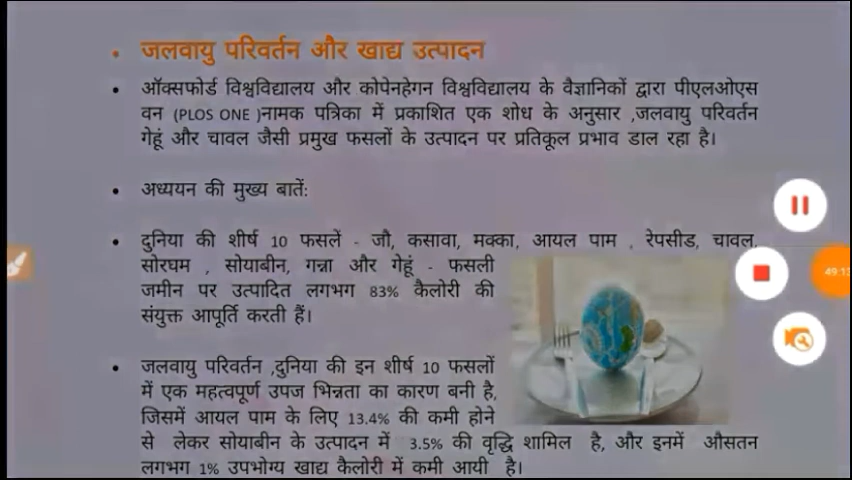 • जलवायु परिवर्तन और खाद्य उत्पादन
• ऑक्सफोर्ड विश्वविद्यालय और कोपेनहेगन विश्वविद्यालय के वैज्ञानिकों द्वारा पीएलओएस
वन (PLOS ONE )नामक पत्रिका में प्रकाशित एक शोध के अनुसार ,जलवायु परिवर्तन
गेहूं और चावल जैसी प्रमुख फसलों के उत्पादन पर प्रतिकूल प्रभाव डाल रहा है।
• अध्ययन की मुख्य बातें:
• दुनिया की शीर्ष 10 फसलें - जौ, कसावा, मक्का, आयल पाम , रेपसीड, चावल,
सोरघम , सोयाबीन, गन्ना और गेहूं - फसली
जमीन पर उत्पादित लगभग 83% कैलोरी की
संयुक्त आपूर्ति करती हैं।
• जलवायु परिवर्तन ,दुनिया की इन शीर्ष 10 फसलों
में एक महत्वपूर्ण उपज भिन्नता का कारण बनी है,
जिसमें आयल पाम के लिए 13.4% की कमी होने
से लेकर सोयाबीन के उत्पादन में 3.5% की वृद्धि शामिल है, और इनमें औसतन
लगभग 1% उपभोग्य खाद्य कैलोरी में कमी आयी है।
49:13